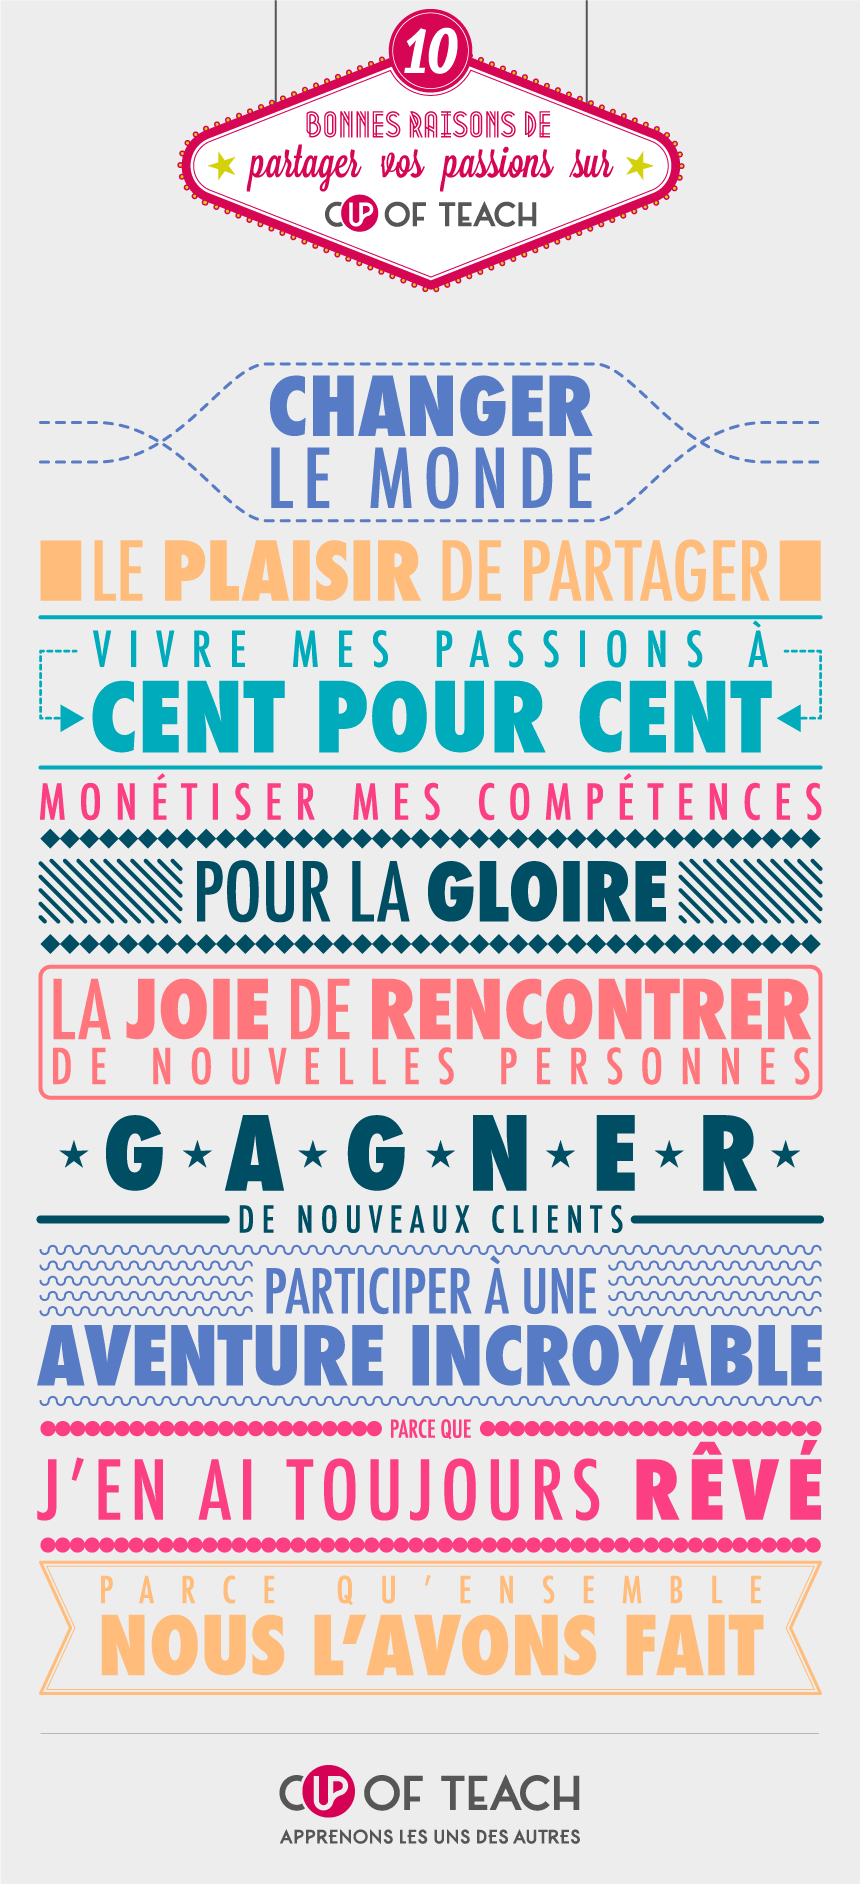 10
BONNES RAISONS DE
partager vos passions sur
CUP OF TEACH
CHANGER
LE MONDE
LE PLAISIR DE PARTAGER
VIVRE MES PASSIONS À
CENT POUR CENT
MONÉTISER MES COMPÉTENCES
POUR LA GLOIRE
LA JOIE DE RENCONTRER
DE NOUVELLES PERSONNES
GAGNER
DE NOUVEAUX CLIENTS
PARTICIPER À UNE
AVENTURE INCROYABLE
PARCE QUE
J'EN AI TOUJOURS RÊVÉ
PARCE QU'ENSEMBLE
NOUS L'AVONS FAIT
CUP OF TEACH
APPRENONS LES UNS DES AUTRES